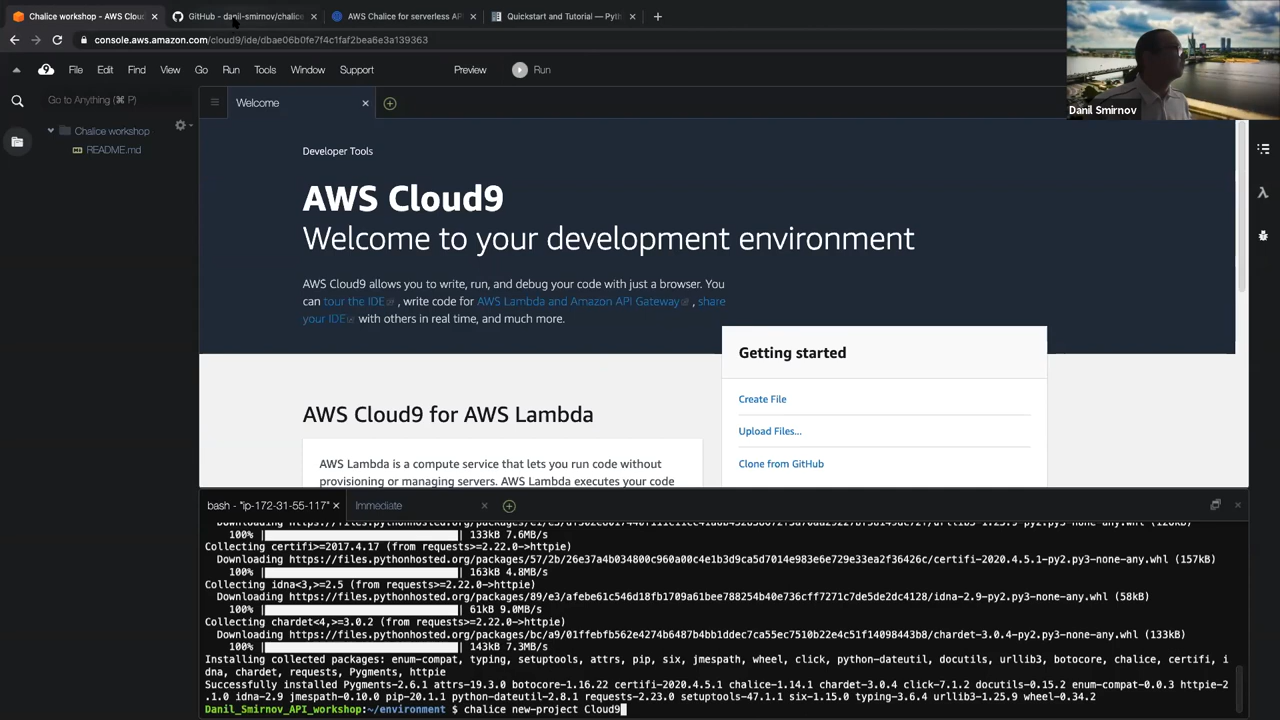 Chalice workshop - AWS Cloud
GitHub - danil-smirnov/chalice
AWS Chalice for serverless AP
Quickstart and Tutorial — Pyth
console.aws.amazon.com/cloud9/ide/dbae06b0fe7f4c1faf2bea6e3a139363
File Edit Find View Go Run Tools Window Support Preview Run
Danil Smirnov
Go to Anything (⌘ P)
Welcome
Chalice workshop
README.md
Developer Tools
AWS Cloud9
Welcome to your development environment
AWS Cloud9 allows you to write, run, and debug your code with just a browser. You
can tour the IDE , write code for AWS Lambda and Amazon API Gateway , share
your IDE with others in real time, and much more.
Getting started
Create File
Upload Files...
Clone from GitHub
AWS Cloud9 for AWS Lambda
AWS Lambda is a compute service that lets you run code without
provisioning or managing servers. AWS Lambda executes your code
bash - "ip-172-31-55-117"
Immediate
100% |████████████████████████████████| 133kB 7.6MB/s
Collecting certifi>=2017.4.17 (from requests>=2.22.0->httpie)
Downloading https://files.pythonhosted.org/packages/57/2b/26e37a4b034800c960a00c4e1b3d9ca5d7014e983e6e729e33ea2f36426c/certifi-2020.4.5.1-py2.py3-none-any.whl (157kB)
100% |████████████████████████████████| 163kB 4.8MB/s
Collecting idna<3,>=2.5 (from requests>=2.22.0->httpie)
Downloading https://files.pythonhosted.org/packages/89/e3/afebe61c546d18fb1709a61bee788254b40e736cff7271c7de5de2dc4128/idna-2.9-py2.py3-none-any.whl (58kB)
100% |████████████████████████████████| 61kB 9.0MB/s
Collecting chardet<4,>=3.0.2 (from requests>=2.22.0->httpie)
Downloading https://files.pythonhosted.org/packages/bc/a9/01ffebfb562e4274b6487b4bb1ddec7ca55ec7510b22e4c51f14098443b8/chardet-3.0.4-py2.py3-none-any.whl (133kB)
100% |████████████████████████████████| 143kB 7.3MB/s
Installing collected packages: enum-compat, typing, setuptools, attrs, pip, six, jmespath, wheel, click, python-dateutil, docutils, urllib3, botocore, chalice, certifi, i
dna, chardet, requests, Pygments, httpie
Successfully installed Pygments-2.6.1 attrs-19.3.0 botocore-1.16.22 certifi-2020.4.5.1 chalice-1.14.1 chardet-3.0.4 click-7.1.2 docutils-0.15.2 enum-compat-0.0.3 httpie-2
.1.0 idna-2.9 jmespath-0.10.0 pip-20.1.1 python-dateutil-2.8.1 requests-2.23.0 setuptools-47.1.1 six-1.15.0 typing-3.6.4 urllib3-1.25.9 wheel-0.34.2
Danil_Smirnov_API_workshop:~/environment $ chalice new-project Cloud9